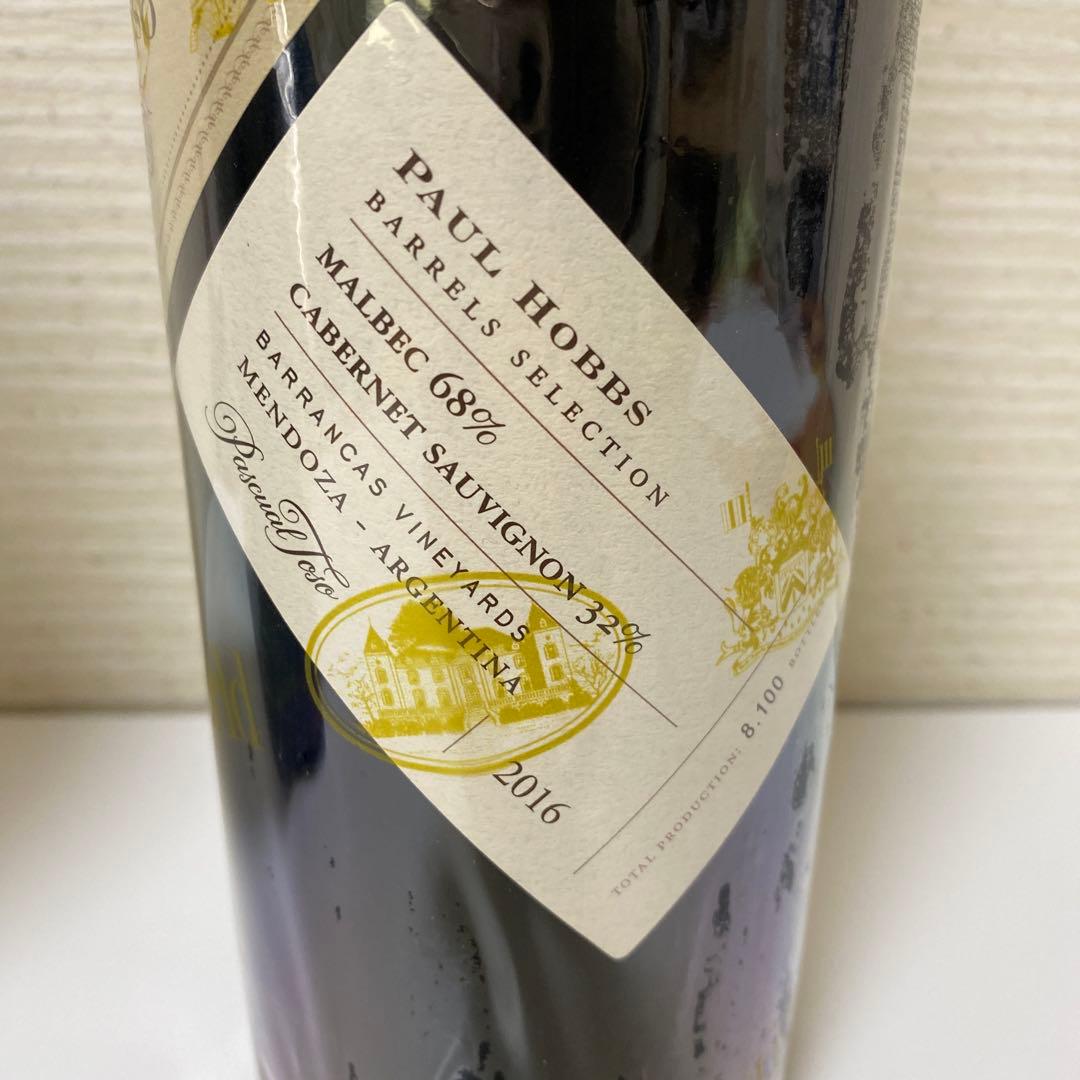 PAUL HOBBS
BARRELS SELECTION
MALBEC 68%
CABERNET SAUVIGNON 32%
BARRANCAS VINEYARDS
MENDOZA - ARGENTINA
Pascual Toso
2016
TOTAL PRODUCTION: 8.100